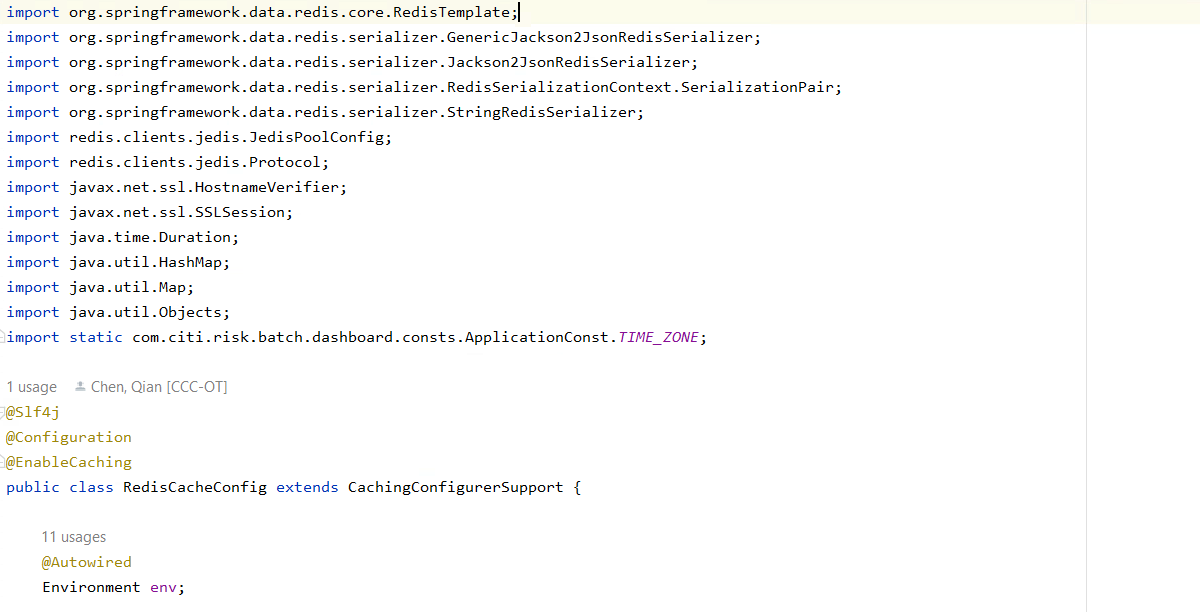 import org.springframework.data.redis.core.RedisTemplate;
import org.springframework.data.redis.serializer.GenericJackson2JsonRedisSerializer;
import org.springframework.data.redis.serializer.Jackson2JsonRedisSerializer;
import org.springframework.data.redis.serializer.RedisSerializationContext.SerializationPair;
import org.springframework.data.redis.serializer.StringRedisSerializer;
import redis.clients.jedis.JedisPoolConfig;
import redis.clients.jedis.Protocol;
import javax.net.ssl.HostnameVerifier;
import javax.net.ssl.SSLSession;
import java.time.Duration;
import java.util.HashMap;
import java.util.Map;
import java.util.Objects;
import static com.citi.risk.batch.dashboard.consts.ApplicationConst.TIME_ZONE;
1 usage Chen, Qian [CCC-OT]
@Slf4j
@Configuration
@EnableCaching
public class RedisCacheConfig extends CachingConfigurerSupport {
11 usages
@Autowired
Environment env;